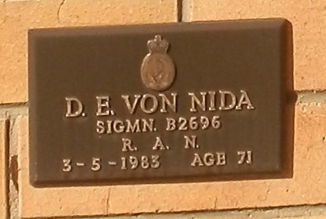 D. E. VON NIDA
SIGMN. B2696
R. A. N.
3-5-1983 AGE 71